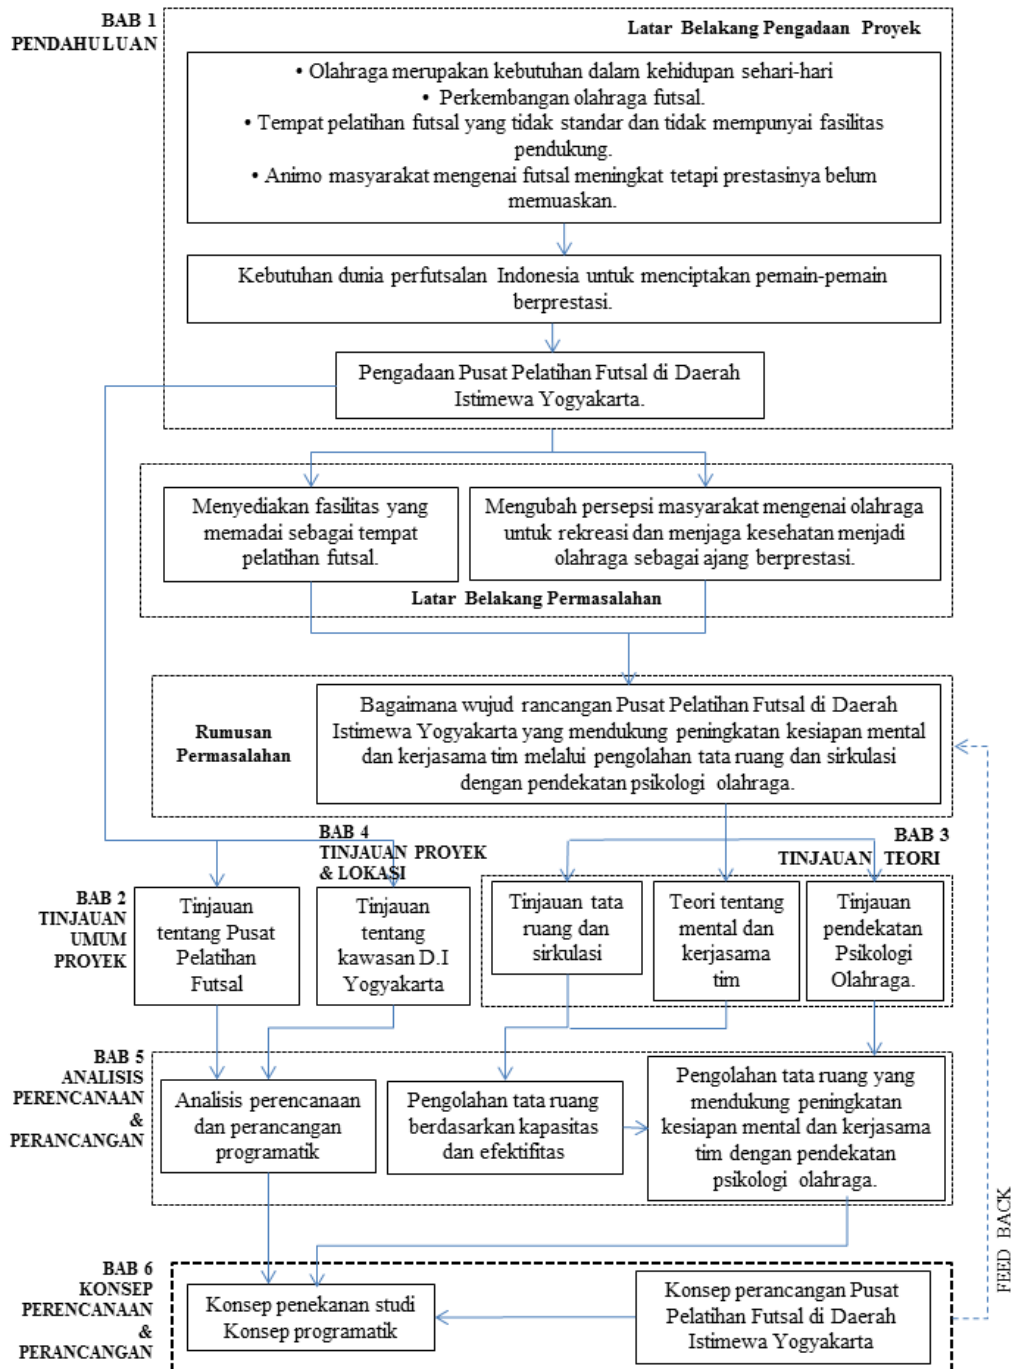 BAB 1
PENDAHULUAN
Latar Belakang Pengadaan Proyek
• Olahraga merupakan kebutuhan dalam kehidupan sehari-hari
• Perkembangan olahraga futsal.
• Tempat pelatihan futsal yang tidak standar dan tidak mempunyai fasilitas
pendukung.
• Animo masyarakat mengenai futsal meningkat tetapi prestasinya belum
memuaskan.
Kebutuhan dunia perfutsalan Indonesia untuk menciptakan pemain-pemain
berprestasi.
Pengadaan Pusat Pelatihan Futsal di Daerah
Istimewa Yogyakarta.
Menyediakan fasilitas yang
memadai sebagai tempat
pelatihan futsal.
Mengubah persepsi masyarakat mengenai olahraga
untuk rekreasi dan menjaga kesehatan menjadi
olahraga sebagai ajang berprestasi.
Latar Belakang Permasalahan
Rumusan
Permasalahan
Bagaimana wujud rancangan Pusat Pelatihan Futsal di Daerah
Istimewa Yogyakarta yang mendukung peningkatan kesiapan mental
dan kerjasama tim melalui pengolahan tata ruang dan sirkulasi
dengan pendekatan psikologi olahraga.
BAB 4
TINJAUAN PROYEK
& LOKASI
BAB 3
TINJAUAN TEORI
BAB 2
TINJAUAN
UMUM
PROYEK
Tinjauan
tentang Pusat
Pelatihan
Futsal
Tinjauan
tentang
kawasan D.I
Yogyakarta
Tinjauan tata
ruang dan
sirkulasi
Teori tentang
mental dan
kerjasama
tim
Tinjauan
pendekatan
Psikologi
Olahraga.
BAB 5
ANALISIS
PERENCANAAN
&
PERANCANGAN
Analisis perencanaan
dan perancangan
programatik
Pengolahan tata ruang
berdasarkan kapasitas
dan efektifitas
Pengolahan tata ruang yang
mendukung peningkatan
kesiapan mental dan kerjasama
tim dengan pendekatan
psikologi olahraga.
FEED BACK
BAB 6
KONSEP
PERENCANAAN
&
PERANCANGAN
Konsep penekanan studi
Konsep programatik
Konsep perancangan Pusat
Pelatihan Futsal di Daerah
Istimewa Yogyakarta